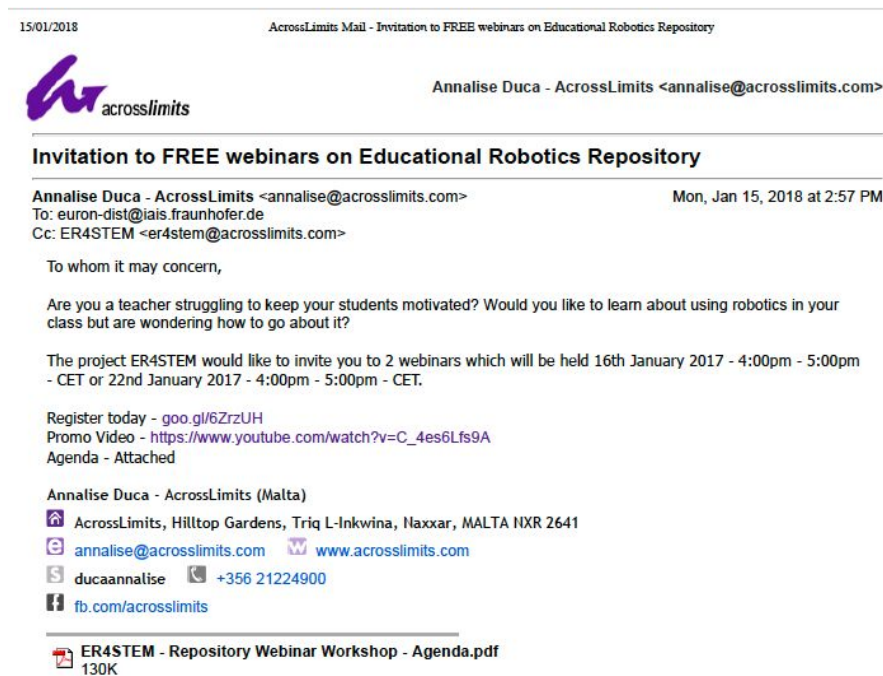 15/01/2018 AcrossLimits Mail - Invitation to FREE webinars on Educational Robotics Repository
acrosslimits
Annalise Duca - AcrossLimits <annalise@acrosslimits.com>
Invitation to FREE webinars on Educational Robotics Repository
Annalise Duca - AcrossLimits <annalise@acrosslimits.com> Mon, Jan 15, 2018 at 2:57 PM
To: euron-dist@iais.fraunhofer.de
Cc: ER4STEM <er4stem@acrosslimits.com>
To whom it may concern,
Are you a teacher struggling to keep your students motivated? Would you like to learn about using robotics in your
class but are wondering how to go about it?
The project ER4STEM would like to invite you to 2 webinars which will be held 16th January 2017 - 4:00pm - 5:00pm
- CET or 22nd January 2017 - 4:00pm - 5:00pm - CET.
Register today - goo.gl/6ZrzUH
Promo Video - https://www.youtube.com/watch?v=C_4es6Lfs9A
Agenda - Attached
Annalise Duca - AcrossLimits (Malta)
AcrossLimits, Hilltop Gardens, Triq L-Inkwina, Naxxar, MALTA NXR 2641
e annalise@acrosslimits.com w www.acrosslimits.com
S ducaannalise +356 21224900
f fb.com/acrosslimits
ER4STEM - Repository Webinar Workshop - Agenda.pdf
130K